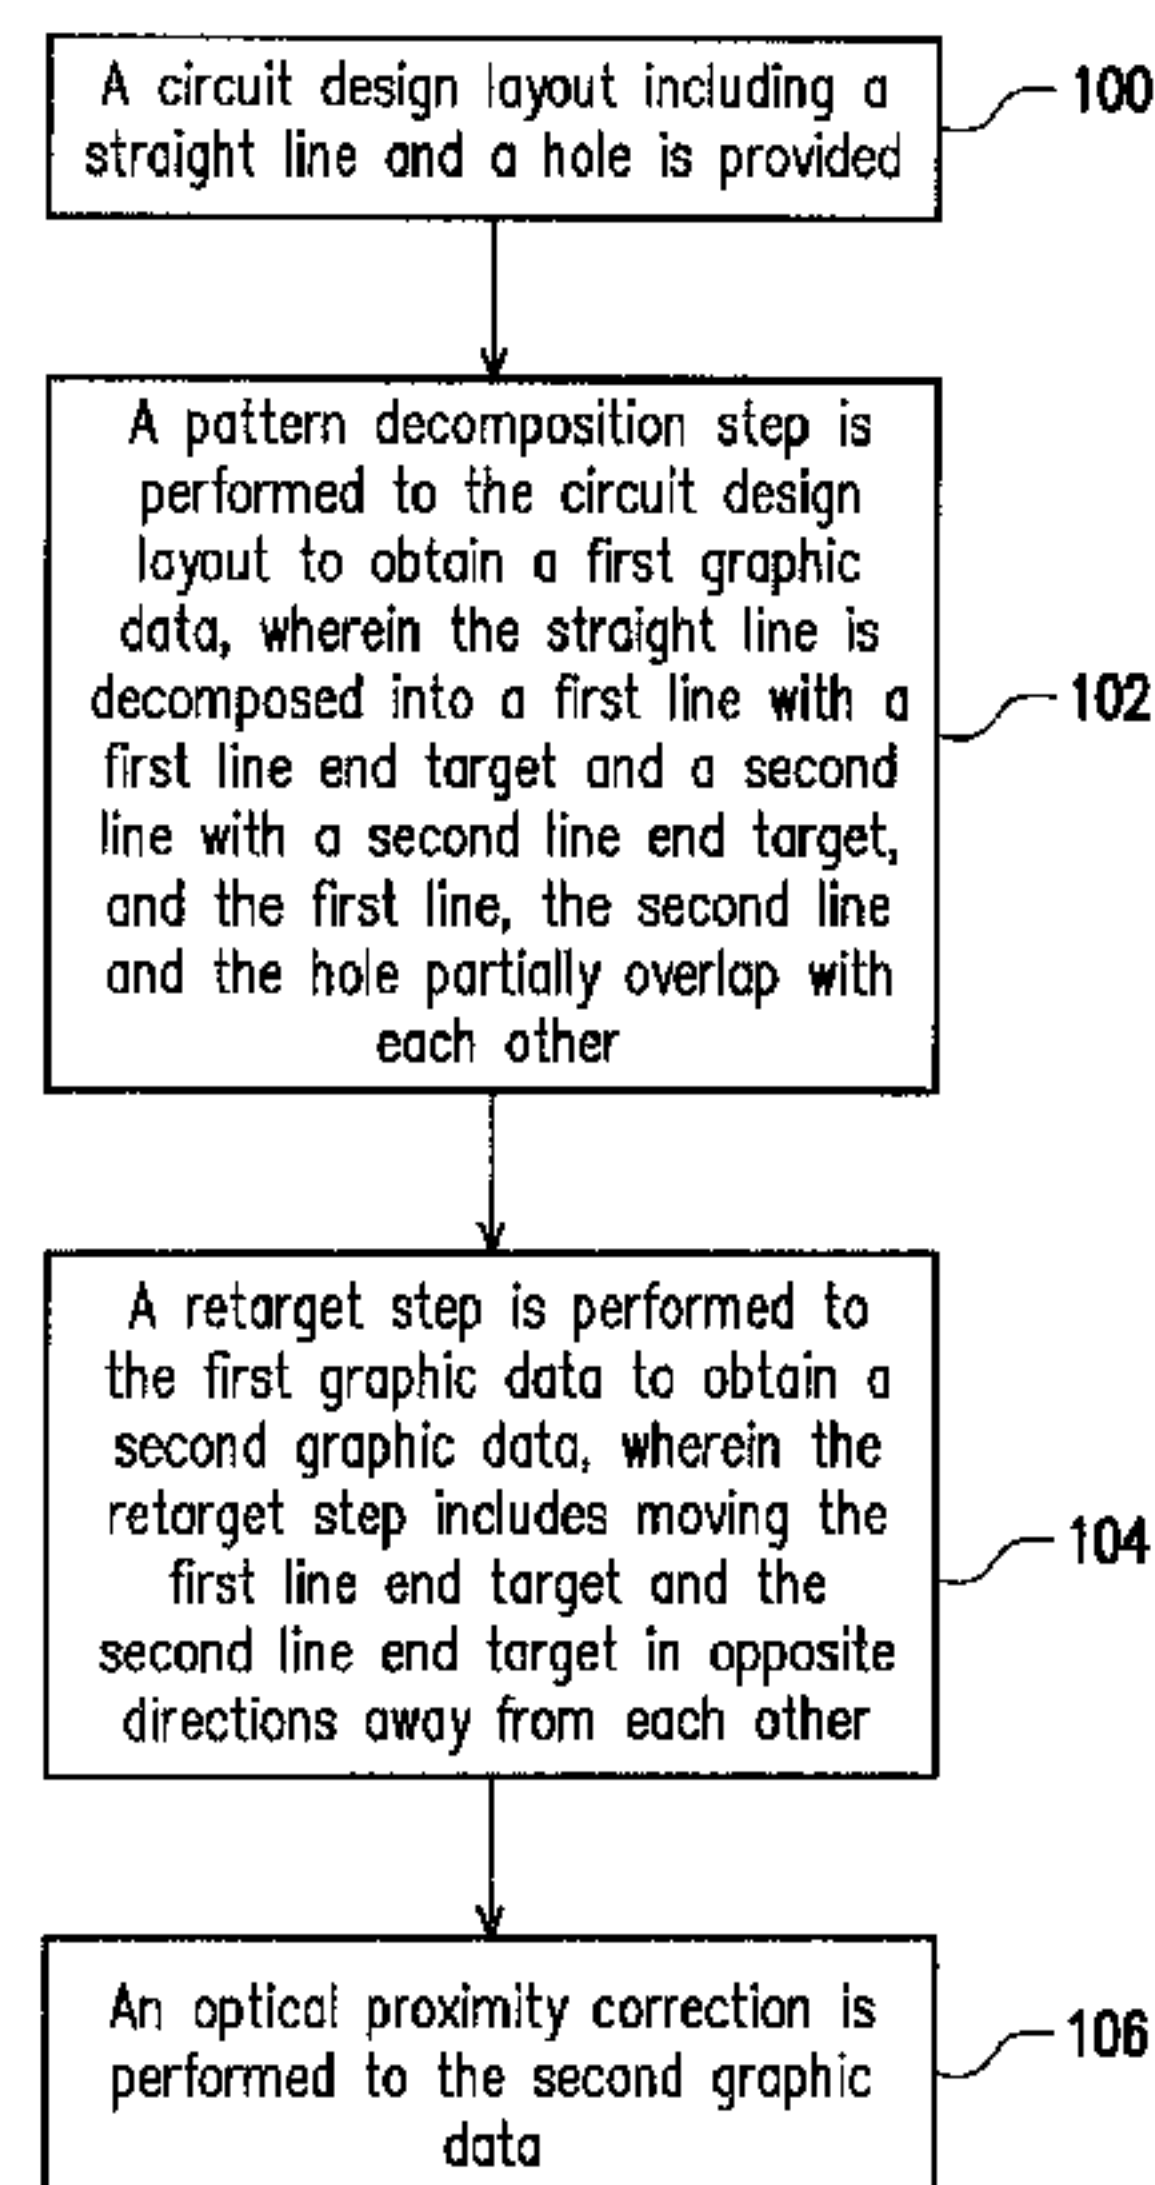 A circuit design layout including a
straight line and a hole is provided
100
A pattern decomposition step is
performed to the circuit design
layout to obtain a first graphic
data, wherein the straight line is
decomposed into a first line with a
first line end target and a second
line with a second line end target,
and the first line, the second line
and the hole partially overlap with
each other
102
A retarget step is performed to
the first graphic data to obtain a
second graphic data, wherein the
retarget step includes moving the
first line end target and the
second line end target in opposite
directions away from each other
104
An optical proximity correction is
performed to the second graphic
data
106